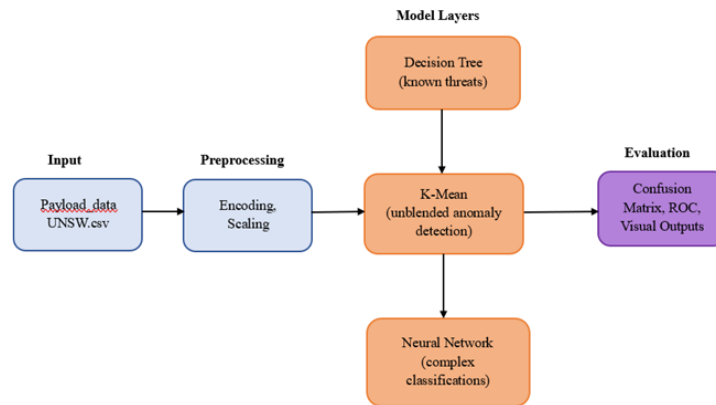 Model Layers
Decision Tree
(known threats)
Input
Preprocessing
Evaluation
Payload_data
UNSW.csv
Encoding,
Scaling
K-Mean
(unblended anomaly
detection)
Confusion
Matrix, ROC,
Visual Outputs
Neural Network
(complex
classifications)